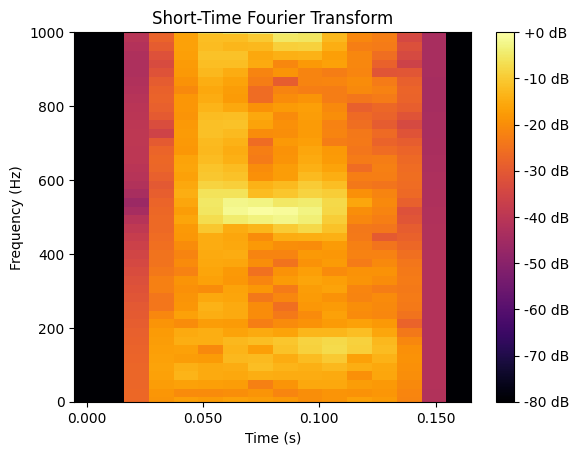 Short-Time Fourier Transform
1000
800
600
400
200
0
Frequency (Hz)
0.000
0.050
0.100
0.150
Time (s)
+0 dB
-10 dB
-20 dB
-30 dB
-40 dB
-50 dB
-60 dB
-70 dB
-80 dB